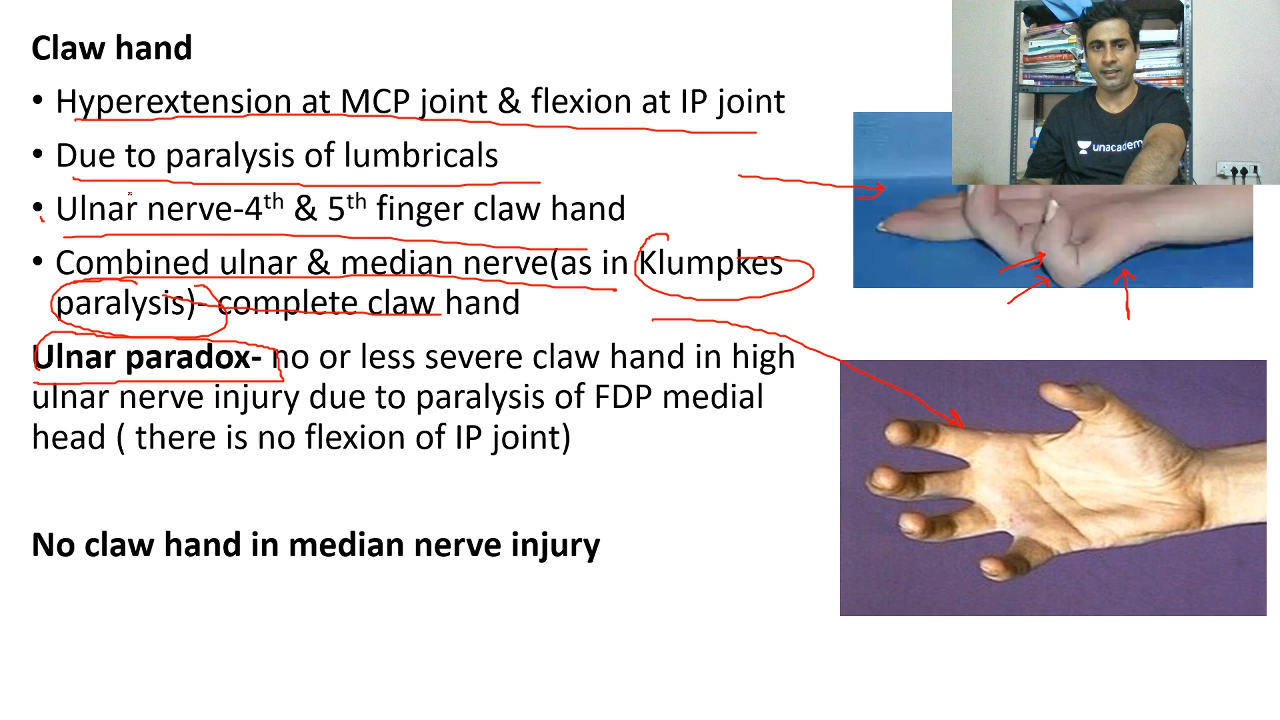 Claw hand
• Hyperextension at MCP joint & flexion at IP joint
• Due to paralysis of lumbricals
• Ulnar nerve-4th & 5th finger claw hand
• Combined ulnar & median nerve(as in Klumpkes
paralysis)- complete claw hand
Ulnar paradox- no or less severe claw hand in high
ulnar nerve injury due to paralysis of FDP medial
head ( there is no flexion of IP joint)
No claw hand in median nerve injury
unacadem